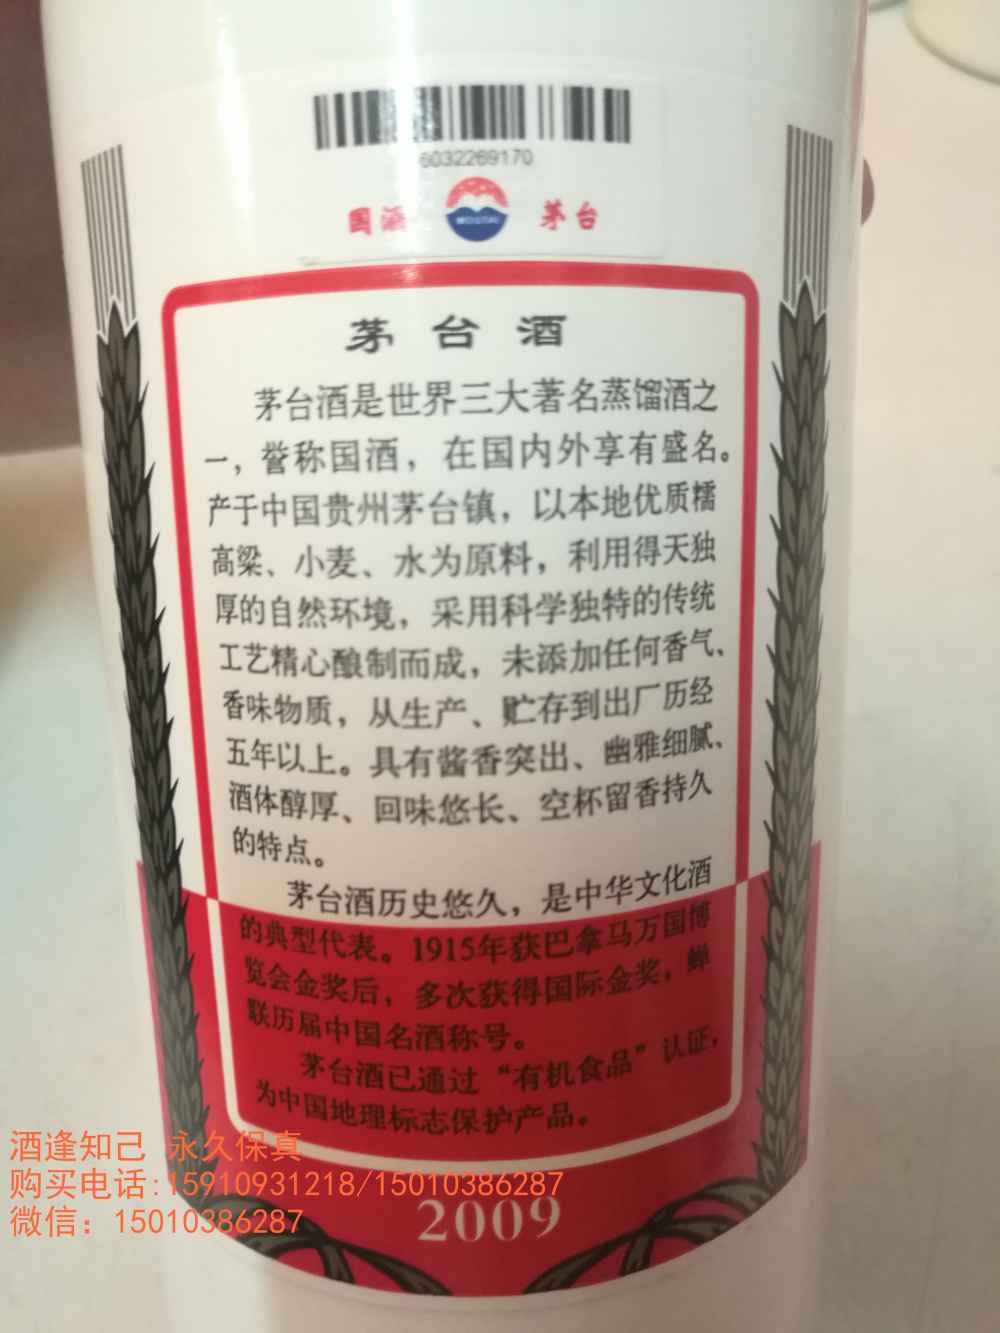 6032269170
国酒 MOUTAI 茅台
茅台酒
茅台酒是世界三大著名蒸馏酒之
一，誉称国酒，在国内外享有盛名。
产于中国贵州茅台镇，以本地优质糯
高粱、小麦、水为原料，利用得天独
厚的自然环境，采用科学独特的传统
工艺精心酿制而成，未添加任何香气、
香味物质，从生产、贮存到出厂历经
五年以上。具有酱香突出、幽雅细腻、
酒体醇厚、回味悠长、空杯留香持久
的特点。
茅台酒历史悠久，是中华文化酒
的典型代表。1915年获巴拿马万国博
览会金奖后，多次获得国际金奖，蝉
联历届中国名酒称号。
茅台酒已通过“有机食品”认证，
为中国地理标志保护产品。
2009
酒逢知己 永久保真
购买电话:15910931218/15010386287
微信：15010386287